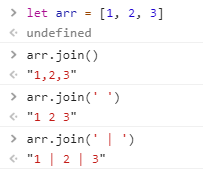 > let arr = [1, 2, 3]
< undefined
> arr.join()
< "1,2,3"
> arr.join(' ')
< "1 2 3"
> arr.join(' | ')
< "1 | 2 | 3"